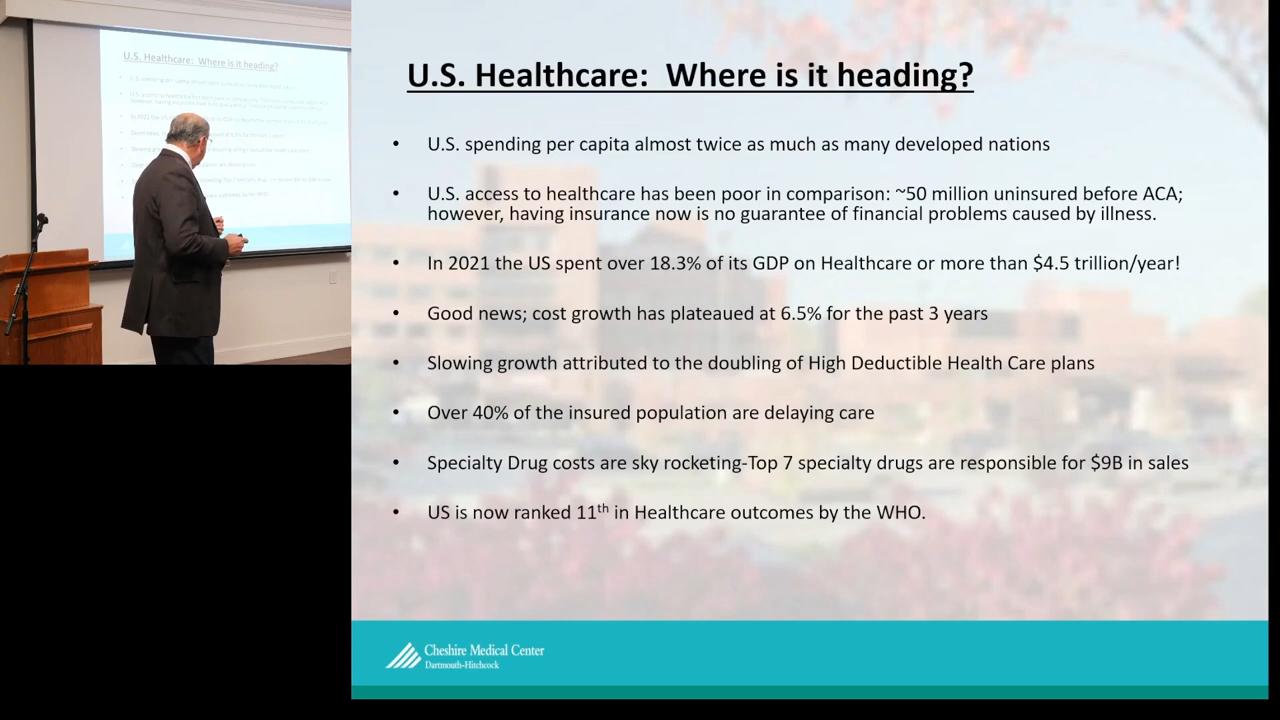 U.S. Healthcare: Where is it heading?
U.S. Healthcare: Where is it heading?
• U.S. spending per capita almost twice as much as many developed nations
• U.S. access to healthcare has been poor in comparison: ~50 million uninsured before ACA;
however, having insurance now is no guarantee of financial problems caused by illness.
• In 2021 the US spent over 18.3% of its GDP on Healthcare or more than $4.5 trillion/year!
• Good news; cost growth has plateaued at 6.5% for the past 3 years
• Slowing growth attributed to the doubling of High Deductible Health Care plans
• Over 40% of the insured population are delaying care
• Specialty Drug costs are sky rocketing-Top 7 specialty drugs are responsible for $9B in sales
• US is now ranked 11th in Healthcare outcomes by the WHO.
Cheshire Medical Center
Dartmouth-Hitchcock